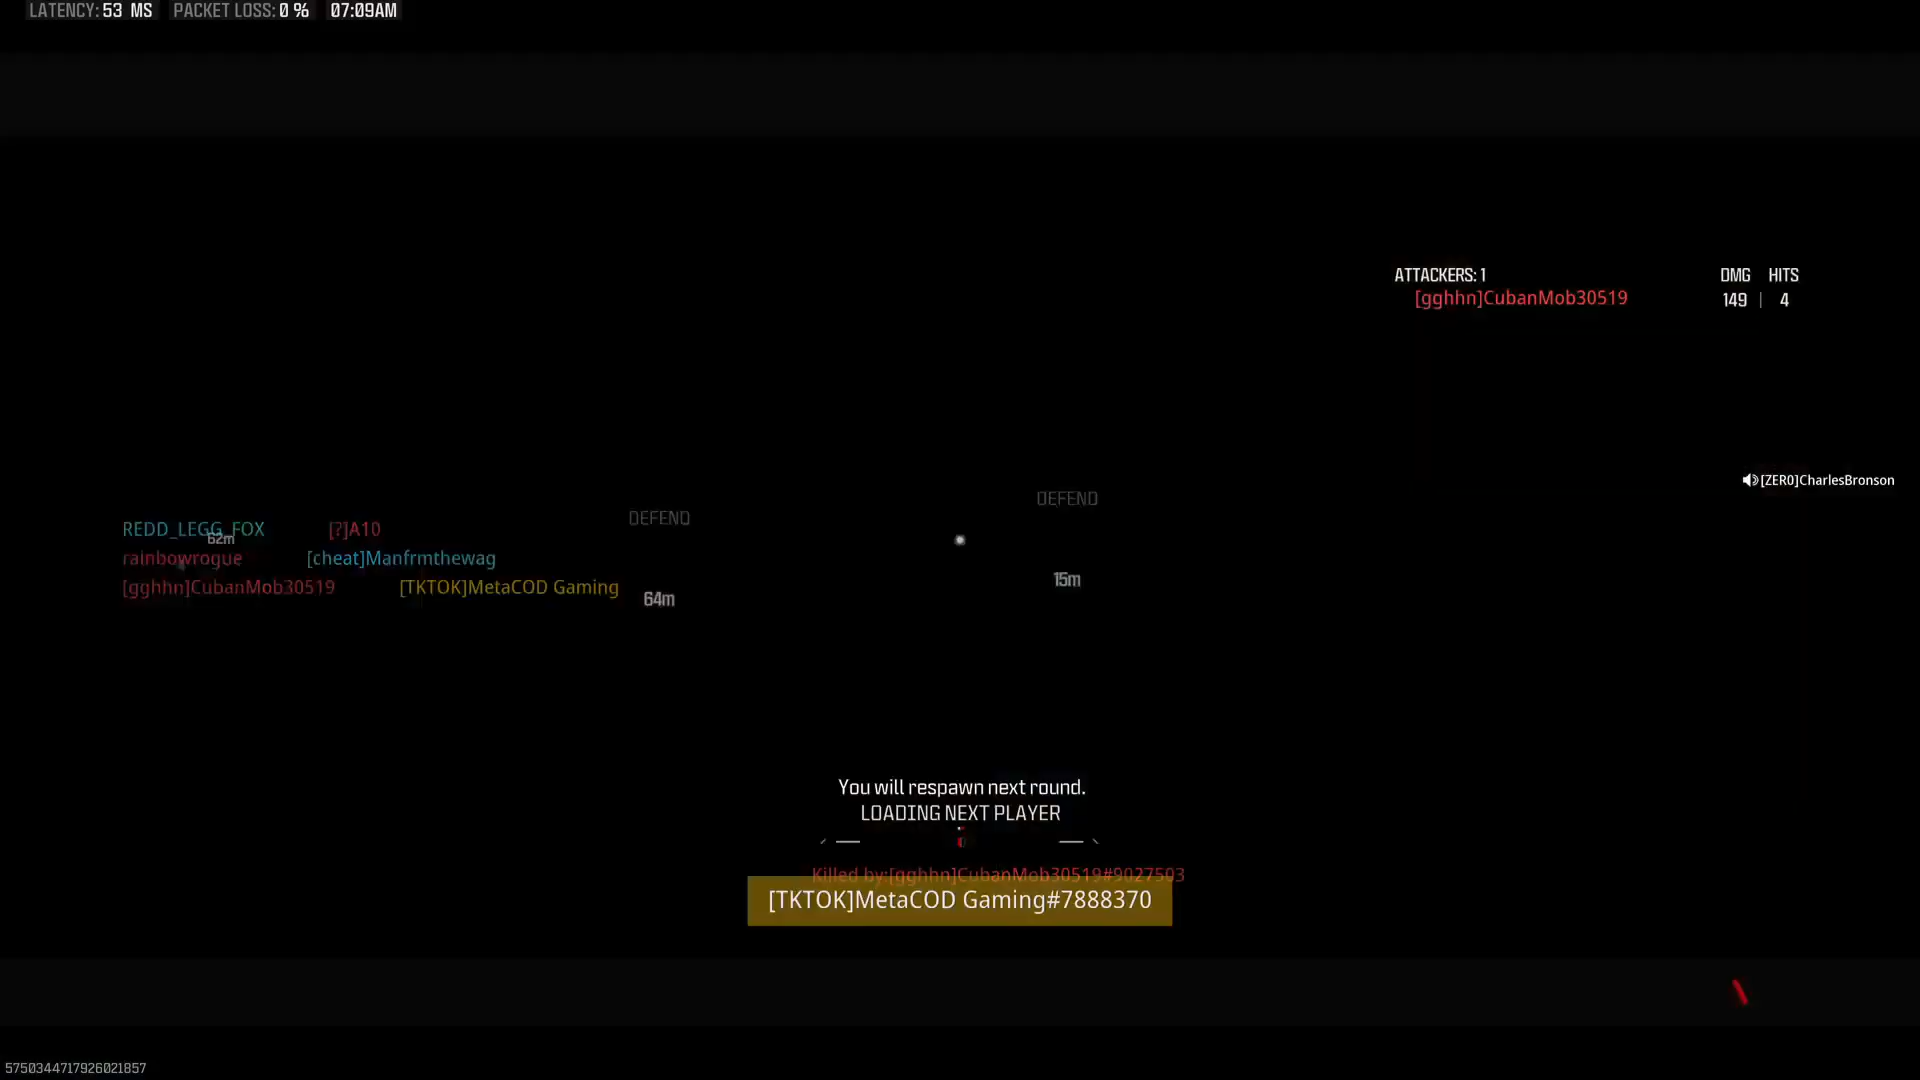 LATENCY: 53 MS PACKET LOSS: 0 % 07:09AM
ATTACKERS: 1 DMG HITS
[gghhn]CubanMob30519 149 | 4
[ZER0]CharlesBronson
DEFEND
DEFEND
REDD_LEGG_FOX [?]A10
62m
rainbowrogue [cheat]Manfrmthewag
[gghhn]CubanMob30519 [TKTOK]MetaCOD Gaming
64m
15m
You will respawn next round.
LOADING NEXT PLAYER
Killed by:[gghhn]CubanMob30519#9027503
[TKTOK]MetaCOD Gaming#7888370
5750344717926021857